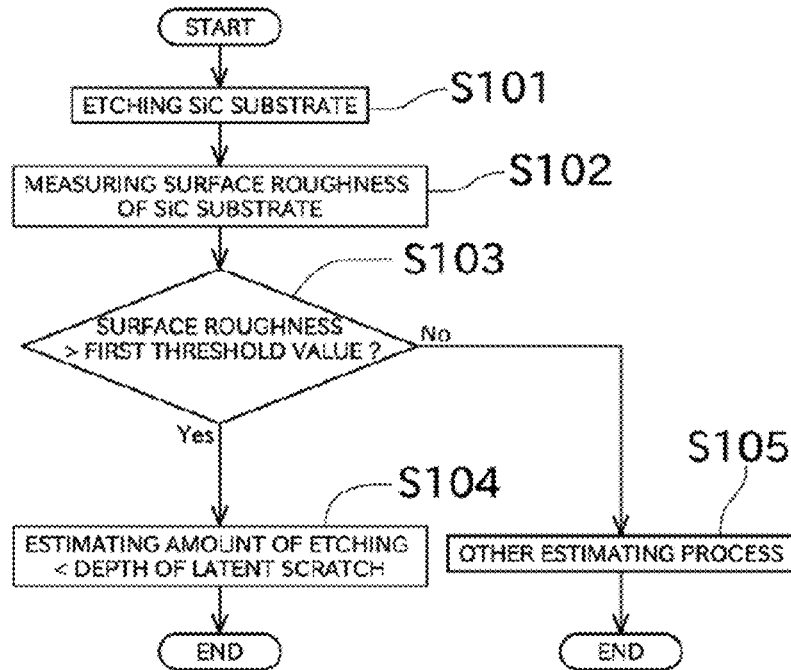 START
ETCHING SiC SUBSTRATE
S101
MEASURING SURFACE ROUGHNESS
OF SiC SUBSTRATE
S102
S103
SURFACE ROUGHNESS
> FIRST THRESHOLD VALUE ?
No
Yes
S104
S105
ESTIMATING AMOUNT OF ETCHING
< DEPTH OF LATENT SCRATCH
OTHER ESTIMATING PROCESS
END
END